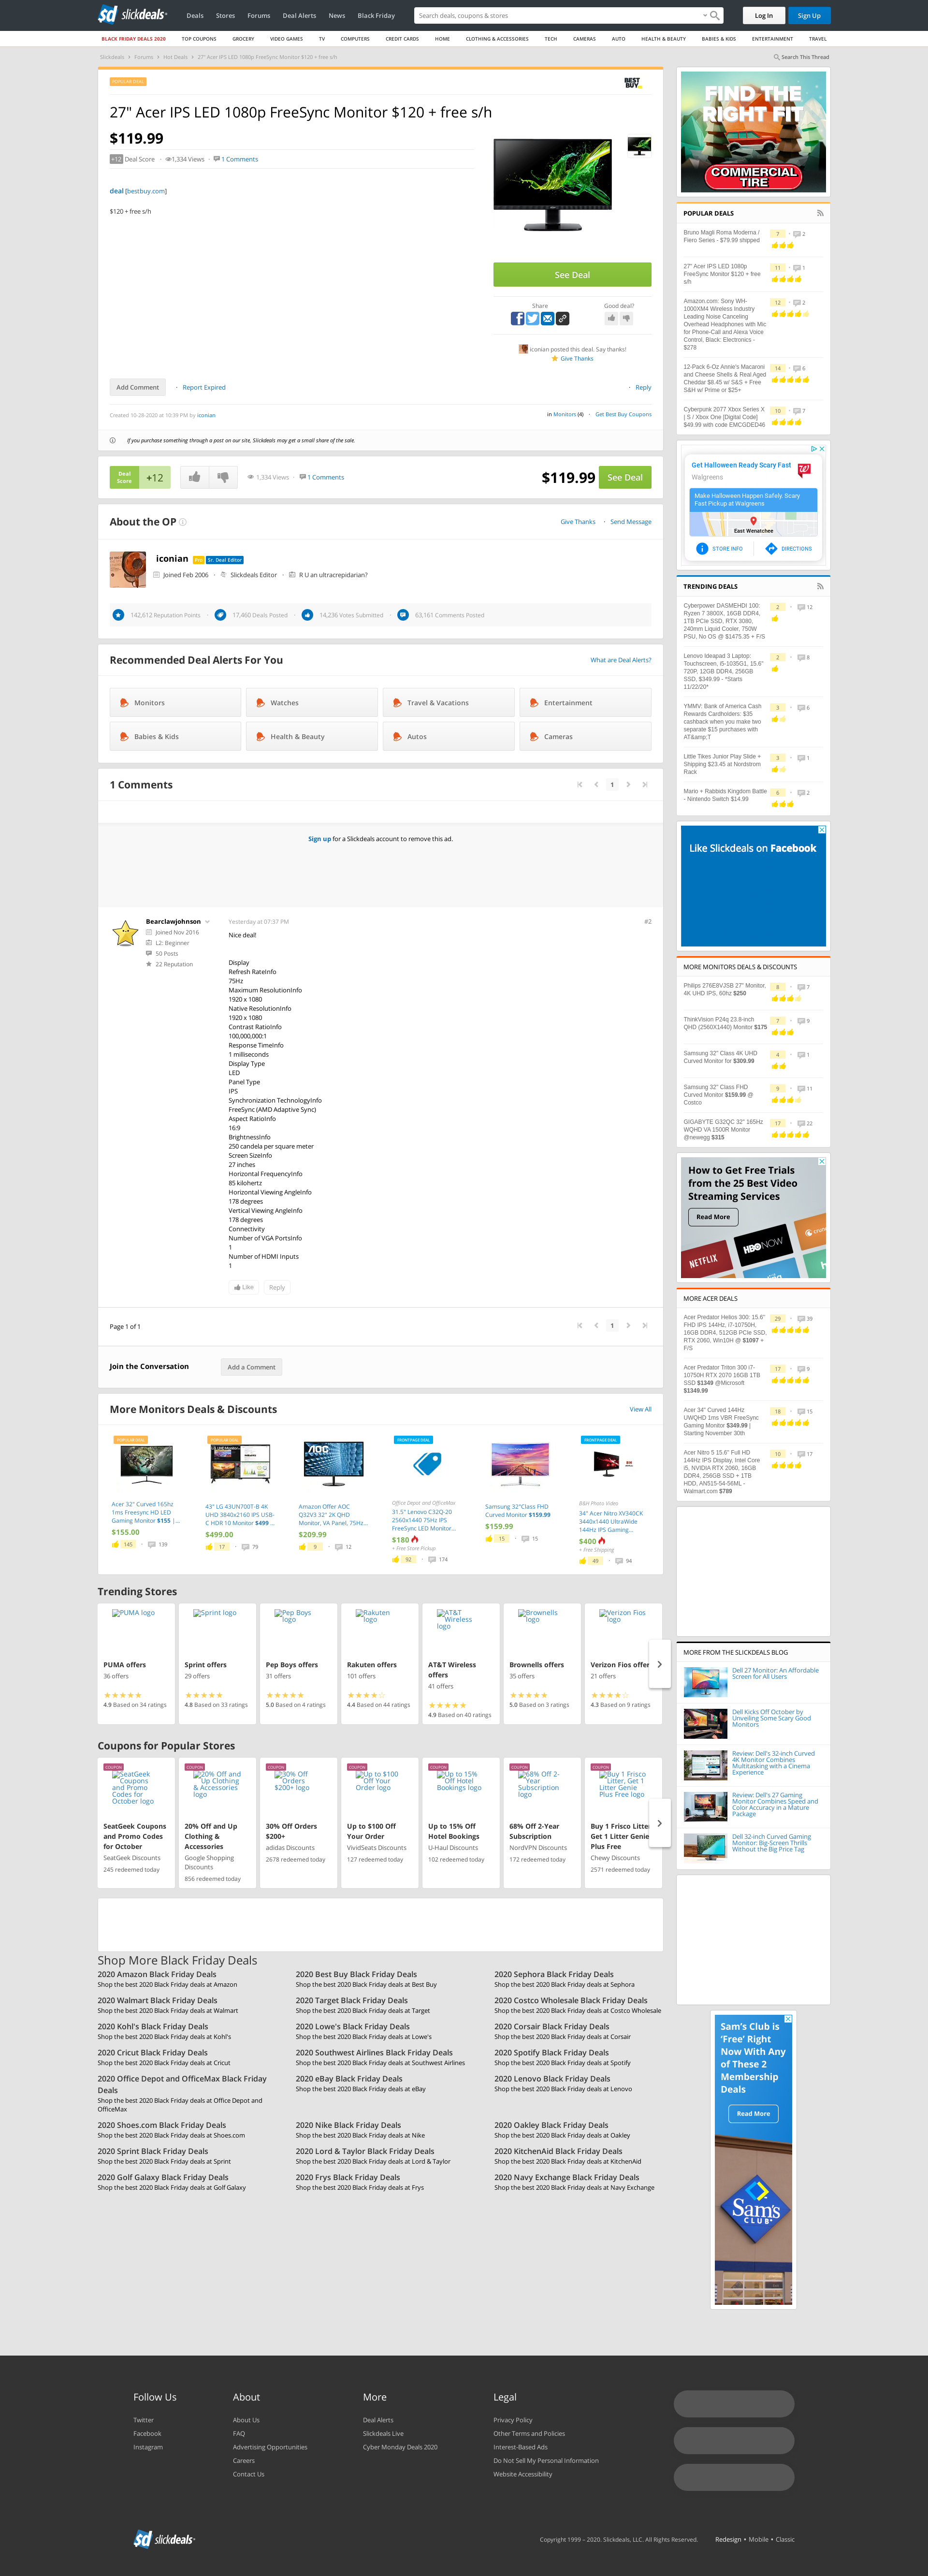 slickdeals
Deals Stores Forums Deal Alerts News Black Friday
Search deals, coupons & stores
Log In
Sign Up
BLACK FRIDAY DEALS 2020 TOP COUPONS GROCERY VIDEO GAMES TV COMPUTERS CREDIT CARDS HOME CLOTHING & ACCESSORIES TECH CAMERAS AUTO HEALTH & BEAUTY BABIES & KIDS ENTERTAINMENT TRAVEL
Slickdeals › Forums › Hot Deals › 27" Acer IPS LED 1080p FreeSync Monitor $120 + free s/h
Search This Thread
POPULAR DEAL
BEST BUY
27" Acer IPS LED 1080p FreeSync Monitor $120 + free s/h
$119.99
+12 Deal Score · 1,334 Views · 1 Comments
deal [bestbuy.com]
$120 + free s/h
See Deal
Share
Good deal?
iconian posted this deal. Say thanks!
Give Thanks
Add Comment · Report Expired
· Reply
Created 10-28-2020 at 10:39 PM by iconian
in Monitors (4) · Get Best Buy Coupons
If you purchase something through a post on our site, Slickdeals may get a small share of the sale.
Deal Score +12
1,334 Views · 1 Comments
$119.99 See Deal
About the OP
Give Thanks · Send Message
iconian Pro Sr. Deal Editor
Joined Feb 2006 · Slickdeals Editor · R U an ultracrepidarian?
142,612 Reputation Points · 17,460 Deals Posted · 14,236 Votes Submitted · 63,161 Comments Posted
Recommended Deal Alerts For You
What are Deal Alerts?
Monitors Watches Travel & Vacations Entertainment
Babies & Kids Health & Beauty Autos Cameras
1 Comments
1
Sign up for a Slickdeals account to remove this ad.
Bearclawjohnson
Joined Nov 2016
L2: Beginner
50 Posts
22 Reputation
Yesterday at 07:37 PM
#2
Nice deal!
Display
Refresh RateInfo
75Hz
Maximum ResolutionInfo
1920 x 1080
Native ResolutionInfo
1920 x 1080
Contrast RatioInfo
100,000,000:1
Response TimeInfo
1 milliseconds
Display Type
LED
Panel Type
IPS
Synchronization TechnologyInfo
FreeSync (AMD Adaptive Sync)
Aspect RatioInfo
16:9
BrightnessInfo
250 candela per square meter
Screen SizeInfo
27 inches
Horizontal FrequencyInfo
85 kilohertz
Horizontal Viewing AngleInfo
178 degrees
Vertical Viewing AngleInfo
178 degrees
Connectivity
Number of VGA PortsInfo
1
Number of HDMI Inputs
1
Like Reply
Page 1 of 1
1
Join the Conversation
Add a Comment
More Monitors Deals & Discounts
View All
POPULAR DEAL
Acer 32" Curved 165hz
1ms Freesync HD LED
Gaming Monitor $155 | ...
$155.00
145 · 139
POPULAR DEAL
43" LG 43UN700T-B 4K
UHD 3840x2160 IPS USB-
C HDR 10 Monitor $499 ...
$499.00
17 · 79
AOC
Amazon Offer AOC
Q32V3 32" 2K QHD
Monitor, VA Panel, 75Hz...
$209.99
9 · 12
FRONTPAGE DEAL
Office Depot and OfficeMax
31.5" Lenovo C32Q-20
2560x1440 75Hz IPS
FreeSync LED Monitor...
$180
+ Free Store Pickup
92 · 174
Samsung 32"Class FHD
Curved Monitor $159.99
$159.99
15 · 15
FRONTPAGE DEAL
B&H Photo Video
34" Acer Nitro XV340CK
3440x1440 UltraWide
144Hz IPS Gaming...
$400
+ Free Shipping
49 · 94
Trending Stores
PUMA logo
PUMA offers
36 offers
4.9 Based on 34 ratings
Sprint logo
Sprint offers
29 offers
4.8 Based on 33 ratings
Pep Boys logo
Pep Boys offers
31 offers
5.0 Based on 4 ratings
Rakuten logo
Rakuten offers
101 offers
4.4 Based on 44 ratings
AT&T Wireless logo
AT&T Wireless offers
41 offers
4.9 Based on 40 ratings
Brownells logo
Brownells offers
35 offers
5.0 Based on 3 ratings
Verizon Fios logo
Verizon Fios offer
21 offers
4.3 Based on 9 ratings
Coupons for Popular Stores
COUPON
SeatGeek Coupons and Promo Codes for October logo
SeatGeek Coupons and Promo Codes for October
SeatGeek Discounts
245 redeemed today
COUPON
20% Off and Up Clothing & Accessories logo
20% Off and Up Clothing & Accessories
Google Shopping Discounts
856 redeemed today
COUPON
30% Off Orders $200+ logo
30% Off Orders $200+
adidas Discounts
2678 redeemed today
COUPON
Up to $100 Off Your Order logo
Up to $100 Off Your Order
VividSeats Discounts
127 redeemed today
COUPON
Up to 15% Off Hotel Bookings logo
Up to 15% Off Hotel Bookings
U-Haul Discounts
102 redeemed today
COUPON
68% Off 2-Year Subscription logo
68% Off 2-Year Subscription
NordVPN Discounts
172 redeemed today
COUPON
Buy 1 Frisco Litter, Get 1 Litter Genie Plus Free logo
Buy 1 Frisco Litter Get 1 Litter Genie Plus Free
Chewy Discounts
2571 redeemed today
Shop More Black Friday Deals
2020 Amazon Black Friday Deals
Shop the best 2020 Black Friday deals at Amazon
2020 Best Buy Black Friday Deals
Shop the best 2020 Black Friday deals at Best Buy
2020 Sephora Black Friday Deals
Shop the best 2020 Black Friday deals at Sephora
2020 Walmart Black Friday Deals
Shop the best 2020 Black Friday deals at Walmart
2020 Target Black Friday Deals
Shop the best 2020 Black Friday deals at Target
2020 Costco Wholesale Black Friday Deals
Shop the best 2020 Black Friday deals at Costco Wholesale
2020 Kohl's Black Friday Deals
Shop the best 2020 Black Friday deals at Kohl's
2020 Lowe's Black Friday Deals
Shop the best 2020 Black Friday deals at Lowe's
2020 Corsair Black Friday Deals
Shop the best 2020 Black Friday deals at Corsair
2020 Cricut Black Friday Deals
Shop the best 2020 Black Friday deals at Cricut
2020 Southwest Airlines Black Friday Deals
Shop the best 2020 Black Friday deals at Southwest Airlines
2020 Spotify Black Friday Deals
Shop the best 2020 Black Friday deals at Spotify
2020 Office Depot and OfficeMax Black Friday Deals
Shop the best 2020 Black Friday deals at Office Depot and OfficeMax
2020 eBay Black Friday Deals
Shop the best 2020 Black Friday deals at eBay
2020 Lenovo Black Friday Deals
Shop the best 2020 Black Friday deals at Lenovo
2020 Shoes.com Black Friday Deals
Shop the best 2020 Black Friday deals at Shoes.com
2020 Nike Black Friday Deals
Shop the best 2020 Black Friday deals at Nike
2020 Oakley Black Friday Deals
Shop the best 2020 Black Friday deals at Oakley
2020 Sprint Black Friday Deals
Shop the best 2020 Black Friday deals at Sprint
2020 Lord & Taylor Black Friday Deals
Shop the best 2020 Black Friday deals at Lord & Taylor
2020 KitchenAid Black Friday Deals
Shop the best 2020 Black Friday deals at KitchenAid
2020 Golf Galaxy Black Friday Deals
Shop the best 2020 Black Friday deals at Golf Galaxy
2020 Frys Black Friday Deals
Shop the best 2020 Black Friday deals at Frys
2020 Navy Exchange Black Friday Deals
Shop the best 2020 Black Friday deals at Navy Exchange
FIND THE
RIGHT FIT
COMMERCIAL
TIRE
POPULAR DEALS
Bruno Magli Roma Moderna /
Fiero Series - $79.99 shipped
7 · 2
27" Acer IPS LED 1080p
FreeSync Monitor $120 + free
s/h
11 · 1
Amazon.com: Sony WH-
1000XM4 Wireless Industry
Leading Noise Canceling
Overhead Headphones with Mic
for Phone-Call and Alexa Voice
Control, Black: Electronics -
$278
12 · 2
12-Pack 6-Oz Annie's Macaroni
and Cheese Shells & Real Aged
Cheddar $8.45 w/ S&S + Free
S&H w/ Prime or $25+
14 · 6
Cyberpunk 2077 Xbox Series X
| S / Xbox One [Digital Code]
$49.99 with code EMCGDED46
10 · 7
Get Halloween Ready Scary Fast
Walgreens
Make Halloween Happen Safely. Scary
Fast Pickup at Walgreens
East Wenatchee
STORE INFO DIRECTIONS
TRENDING DEALS
Cyberpower DASMEHDI 100:
Ryzen 7 3800X, 16GB DDR4,
1TB PCIe SSD, RTX 3080,
240min Liquid Cooler, 750W
PSU, No OS @ $1475,35 + F/S
2 · 12
Lenovo Ideapad 3 Laptop:
Touchscreen, i5-1035G1, 15.6"
720P, 12GB DDR4, 256GB
SSD, $349.99 - *Starts
11/22/20*
2 · 8
YMMV: Bank of America Cash
Rewards Cardholders: $35
cashback when you make two
separate $15 purchases with
AT&amp;T
3 · 6
Little Tikes Junior Play Slide +
Shipping $23.45 at Nordstrom
Rack
3 · 1
Mario + Rabbids Kingdom Battle
- Nintendo Switch $14.99
6 · 2
Like Slickdeals on Facebook
MORE MONITORS DEALS & DISCOUNTS
Philips 276E8VJSB 27" Monitor,
4K UHD IPS, 60hz $250
8 · 7
ThinkVision P24q 23.8-inch
QHD (2560X1440) Monitor $175
7 · 9
Samsung 32" Class 4K UHD
Curved Monitor for $309.99
4 · 1
Samsung 32" Class FHD
Curved Monitor $159.99 @
Costco
9 · 11
GIGABYTE G32QC 32" 165Hz
WQHD VA 1500R Monitor
@newegg $315
17 · 22
How to Get Free Trials
from the 25 Best Video
Streaming Services
Read More
NETFLIX HBO NOW crunchyroll
MORE ACER DEALS
Acer Predator Helios 300: 15.6"
FHD IPS 144Hz, i7-10750H,
16GB DDR4, 512GB PCIe SSD,
RTX 2060, Win10H @ $1097 +
F/S
29 · 39
Acer Predator Triton 300 i7-
10750H RTX 2070 16GB 1TB
SSD $1349 @Microsoft
$1349.99
17 · 9
Acer 34" Curved 144Hz
UWQHD 1ms VBR FreeSync
Gaming Monitor $349.99 |
Starting November 30th
18 · 15
Acer Nitro 5 15.6" Full HD
144Hz IPS Display, Intel Core
i5, NVIDIA RTX 2060, 16GB
DDR4, 256GB SSD + 1TB
HDD, AN515-54-56ML -
Walmart.com $789
10 · 17
MORE FROM THE SLICKDEALS BLOG
Dell 27 Monitor: An Affordable
Screen for All Users
Dell Kicks Off October by
Unveiling Some Scary Good
Monitors
Review: Dell's 32-inch Curved
4K Monitor Combines
Multitasking with a Cinema
Experience
Review: Dell's 27 Gaming
Monitor Combines Speed and
Color Accuracy in a Mature
Package
Dell 32-inch Curved Gaming
Monitor: Big-Screen Thrills
Without the Big Price Tag
Sam's Club is
'Free' Right
Now With Any
of These 2
Membership
Deals
Read More
Sam's
CLUB
Follow Us
Twitter
Facebook
Instagram
About
About Us
FAQ
Advertising Opportunities
Careers
Contact Us
More
Deal Alerts
Slickdeals Live
Cyber Monday Deals 2020
Legal
Privacy Policy
Other Terms and Policies
Interest-Based Ads
Do Not Sell My Personal Information
Website Accessibility
slickdeals
Copyright 1999 - 2020. Slickdeals, LLC. All Rights Reserved.
Redesign • Mobile • Classic